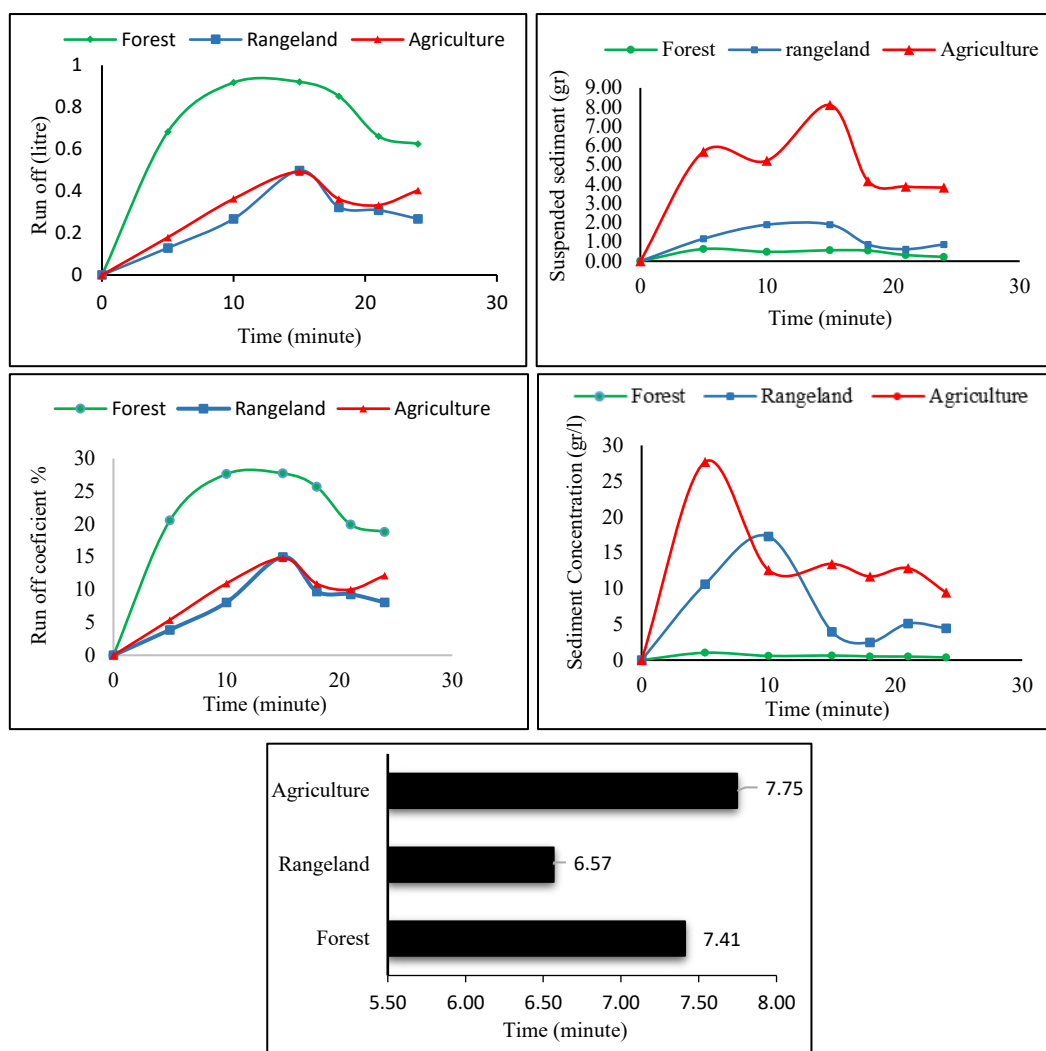 Forest Rangeland Agriculture
1
0.8
0.6
0.4
0.2
0
0 10 20 30
Run off (litre)
Time (minute)
Forest rangeland Agriculture
9.00
8.00
7.00
6.00
5.00
4.00
3.00
2.00
1.00
0.00
0 10 20 30
Suspended sediment (gr)
Time (minute)
Forest Rangeland Agriculture
30
25
20
15
10
5
0
0 10 20 30
Run off coeficient %
Time (minute)
Forest Rangeland Agriculture
30
25
20
15
10
5
0
0 10 20 30
Sediment Concentration (gr/l)
Time (minute)
Agriculture 7.75
Rangeland 6.57
Forest 7.41
5.50 6.00 6.50 7.00 7.50 8.00
Time (minute)